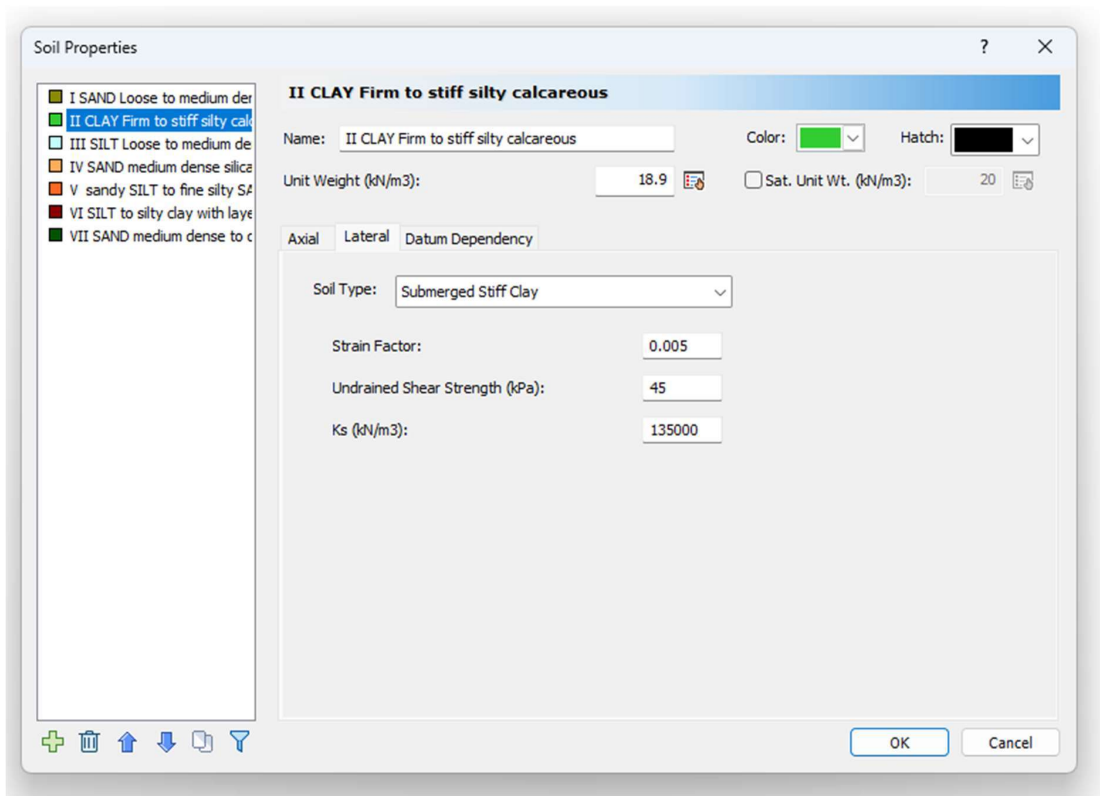 Soil Properties
?
I SAND Loose to medium der
II CLAY Firm to stiff silty calc
III SILT Loose to medium de
IV SAND medium dense silica
V sandy SILT to fine silty SA
VI SILT to silty clay with laye
VII SAND medium dense to c
II CLAY Firm to stiff silty calcareous
Name: II CLAY Firm to stiff silty calcareous Color: Hatch:
Unit Weight (kN/m3): 18.9 Sat. Unit Wt. (kN/m3): 20
Axial Lateral Datum Dependency
Soil Type: Submerged Stiff Clay
Strain Factor: 0.005
Undrained Shear Strength (kPa): 45
Ks (kN/m3): 135000
OK Cancel